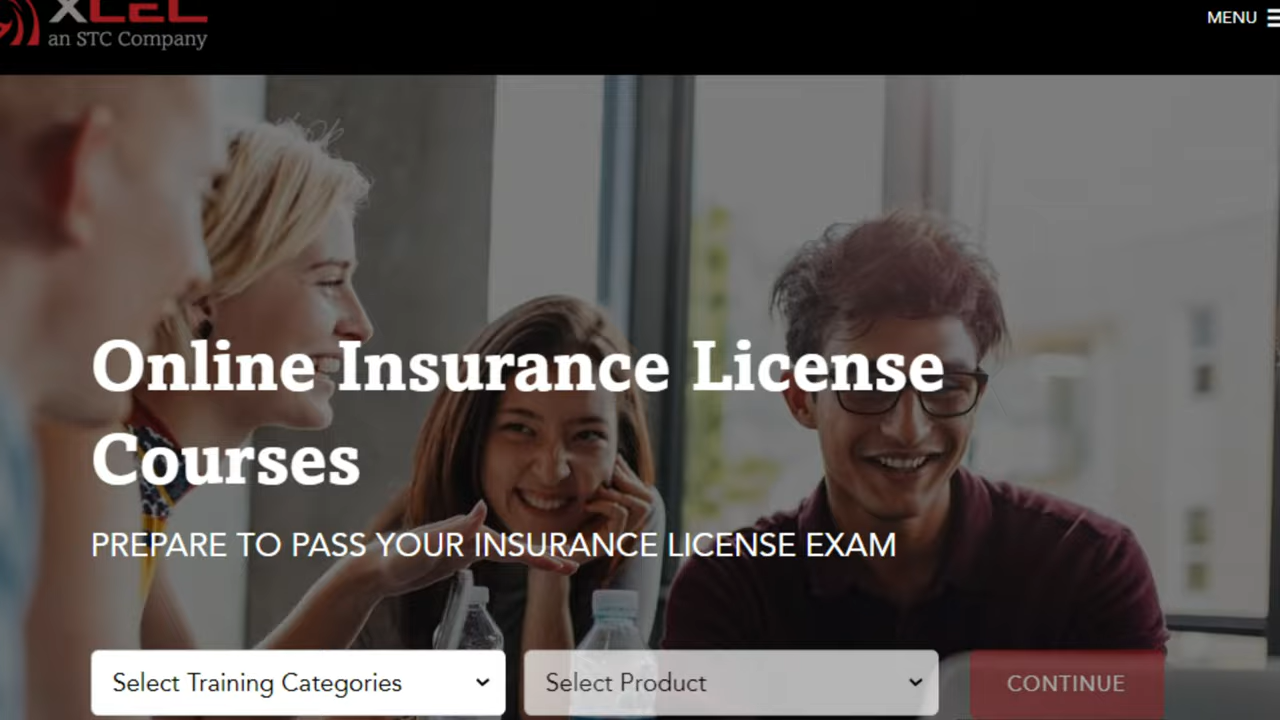 XCEL
an STC Company
MENU
Online Insurance License
Courses
PREPARE TO PASS YOUR INSURANCE LICENSE EXAM
Select Training Categories
Select Product
CONTINUE